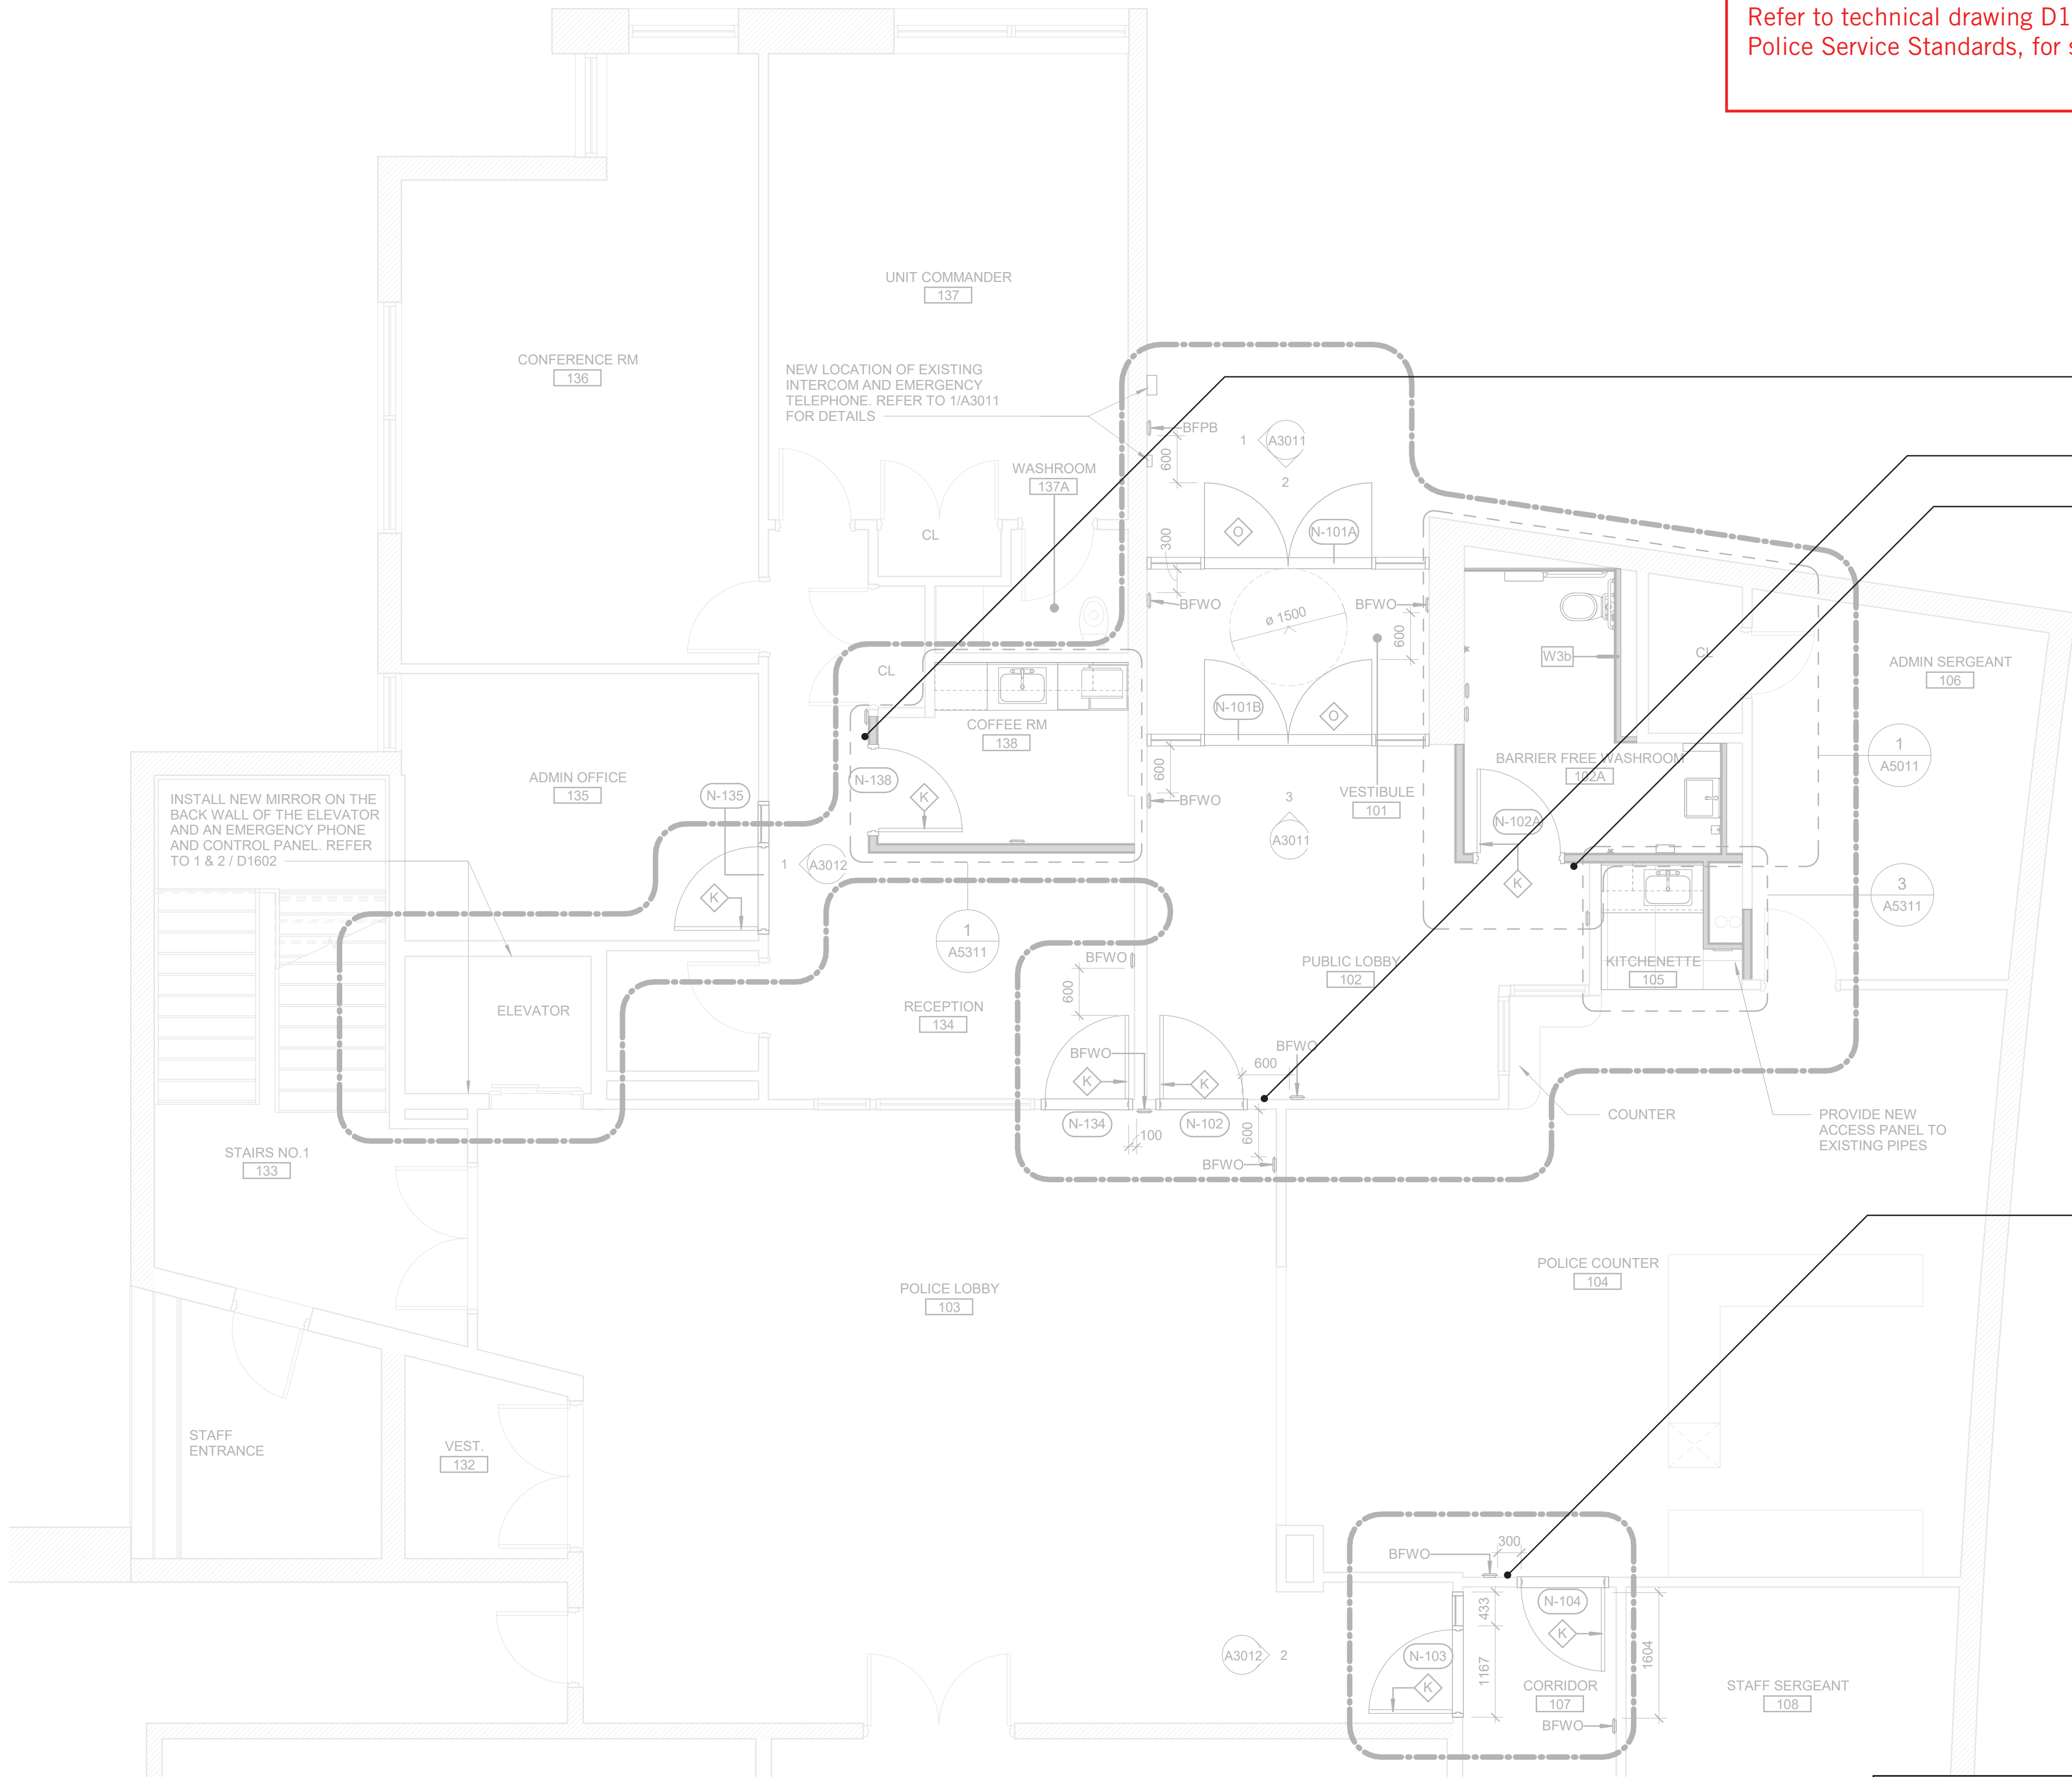 Refer to technical drawing D1
Police Service Standards, for s
UNIT COMMANDER
137
CONFERENCE RM
136
NEW LOCATION OF EXISTING
INTERCOM AND EMERGENCY
TELEPHONE. REFER TO 1/A3011
FOR DETAILS
BFPB
600
1
A3011
2
WASHROOM
137A
CL
300
O
N-101A
BFWO
BFWO
ø 1500
600
W3b
CL
ADMIN SERGEANT
106
CL
COFFEE RM
138
N-101B
O
1
A5011
N-138
K
600
BFWO
VESTIBULE
101
BARRIER FREE WASHROOM
102A
N-102A
K
ADMIN OFFICE
135
N-135
K
INSTALL NEW MIRROR ON THE
BACK WALL OF THE ELEVATOR
AND AN EMERGENCY PHONE
AND CONTROL PANEL. REFER
TO 1 & 2 / D1602
1
A3012
3
A3011
3
A5311
1
A5311
BFWO
600
PUBLIC LOBBY
102
KITCHENETTE
105
ELEVATOR
RECEPTION
134
BFWO
K
K
600
BFWO
N-134
100
N-102
600
BFWO
COUNTER
PROVIDE NEW
ACCESS PANEL TO
EXISTING PIPES
STAIRS NO.1
133
POLICE LOBBY
103
POLICE COUNTER
104
STAFF
ENTRANCE
VEST.
132
BFWO
300
N-104
K
433
1167
1604
N-103
K
A3012
2
CORRIDOR
107
BFWO
STAFF SERGEANT
108